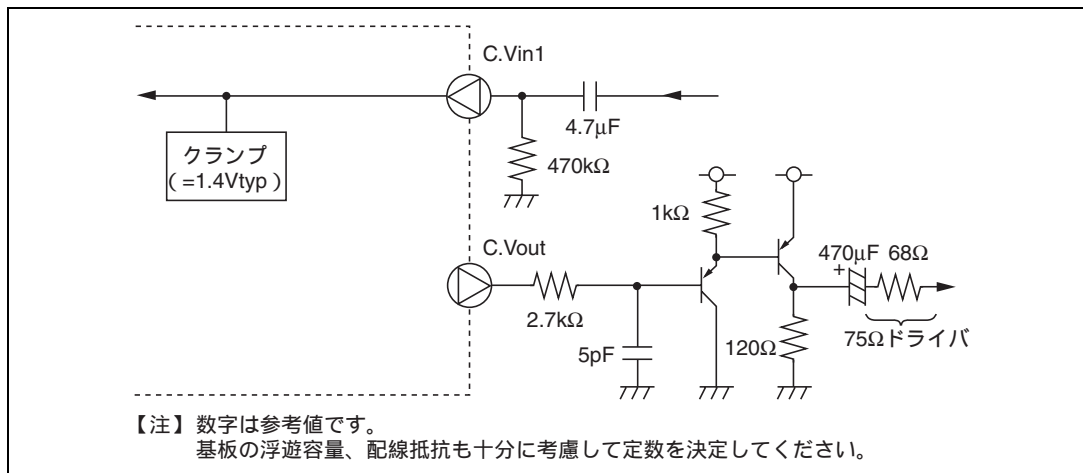 C.Vin1
4.7μF
470kΩ
クランプ
(=1.4Vtyp)
1kΩ
C.Vout
470μF 68Ω
+
2.7kΩ
5pF
120Ω
75Ωドライバ
【注】数字は参考値です。
基板の浮遊容量、配線抵抗も十分に考慮して定数を決定してください。